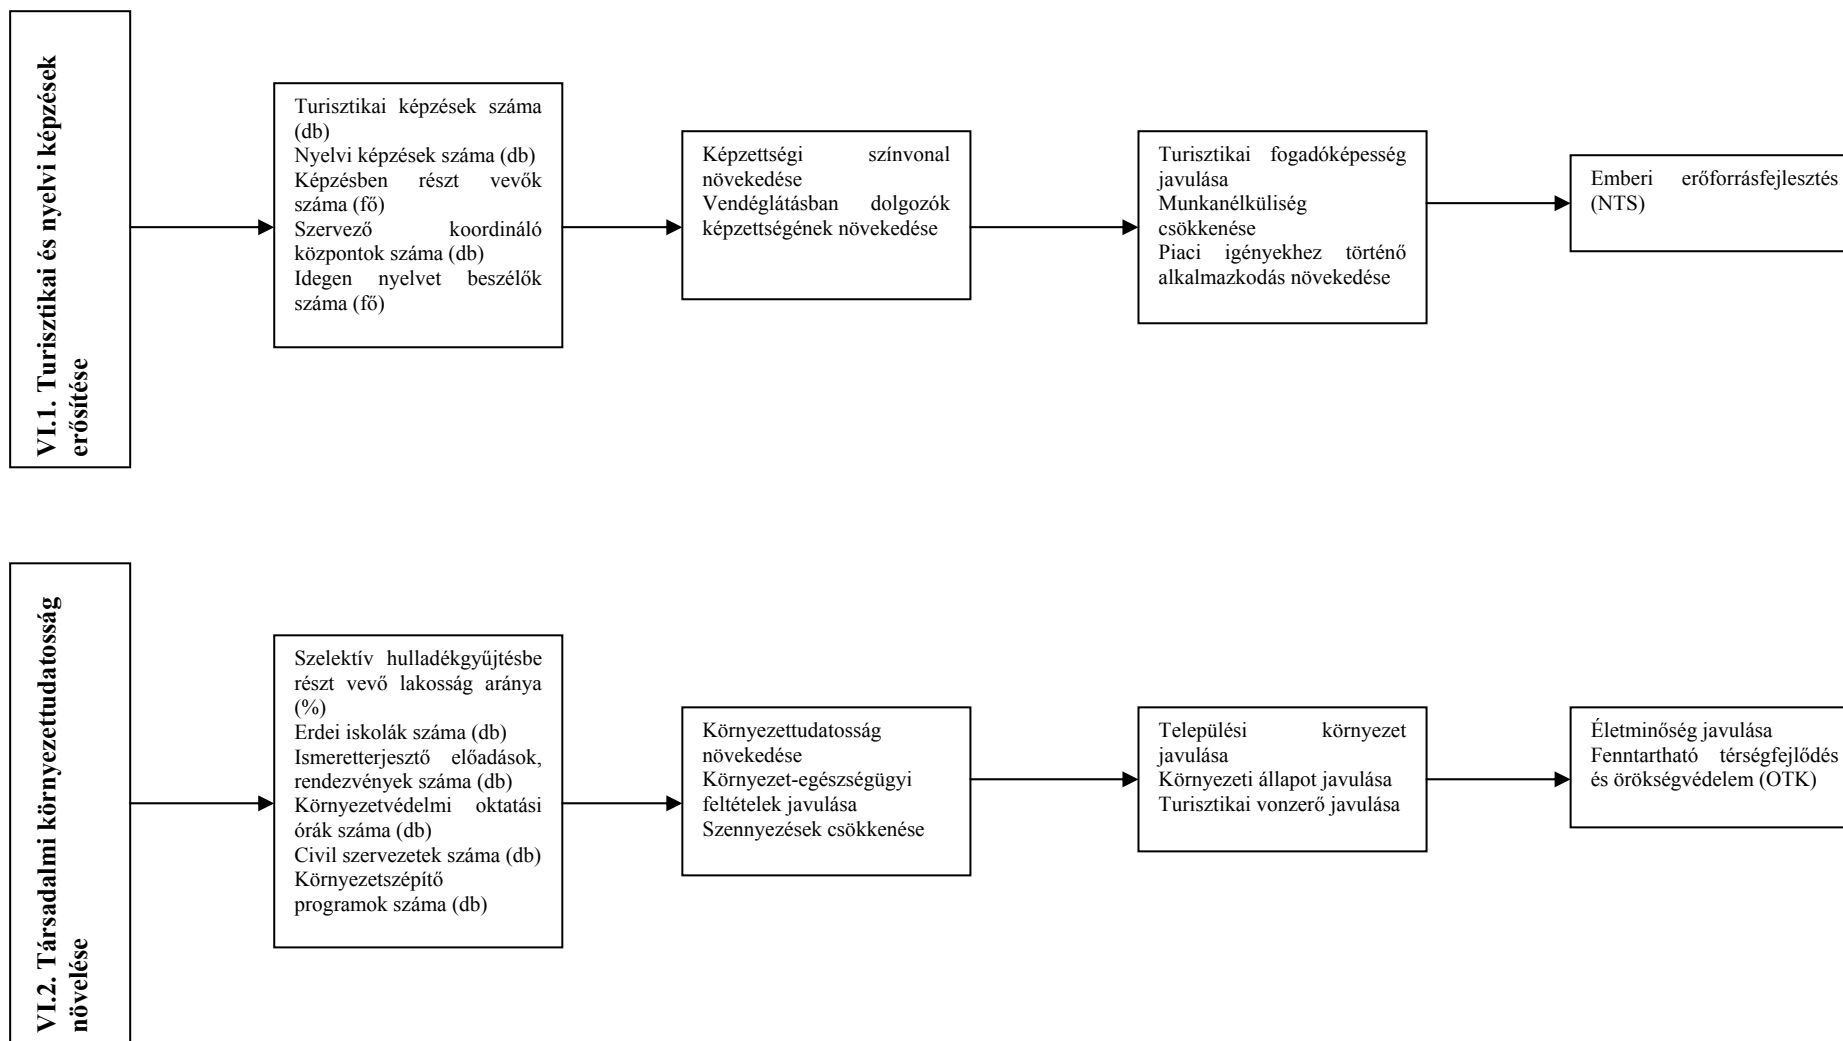 VI.1. Turisztikai és nyelvi képzések
erősítése
Turisztikai képzések száma
(db)
Nyelvi képzések száma (db)
Képzésben részt vevők
száma (fő)
Szervező koordináló
központok száma (db)
Idegen nyelvet beszélők
száma (fő)
Képzettségi színvonal
növekedése
Vendéglátásban dolgozók
képzettségének növekedése
Turisztikai fogadóképesség
javulása
Munkanélküliség
csökkenése
Piaci igényekhez történő
alkalmazkodás növekedése
Emberi erőforrásfejlesztés
(NTS)
VI.2. Társadalmi környezettudatosság
növelése
Szelektív hulladékgyűjtésbe
részt vevő lakosság aránya
(%)
Erdei iskolák száma (db)
Ismeretterjesztő előadások,
rendezvények száma (db)
Környezetvédelmi oktatási
órák száma (db)
Civil szervezetek száma (db)
Környezetszépítő
programok száma (db)
Környezettudatosság
növekedése
Környezet-egészségügyi
feltételek javulása
Szennyezések csökkenése
Települési környezet
javulása
Környezeti állapot javulása
Turisztikai vonzerő javulása
Életminőség javulása
Fenntartható térségfejlődés
és örökségvédelem (OTK)